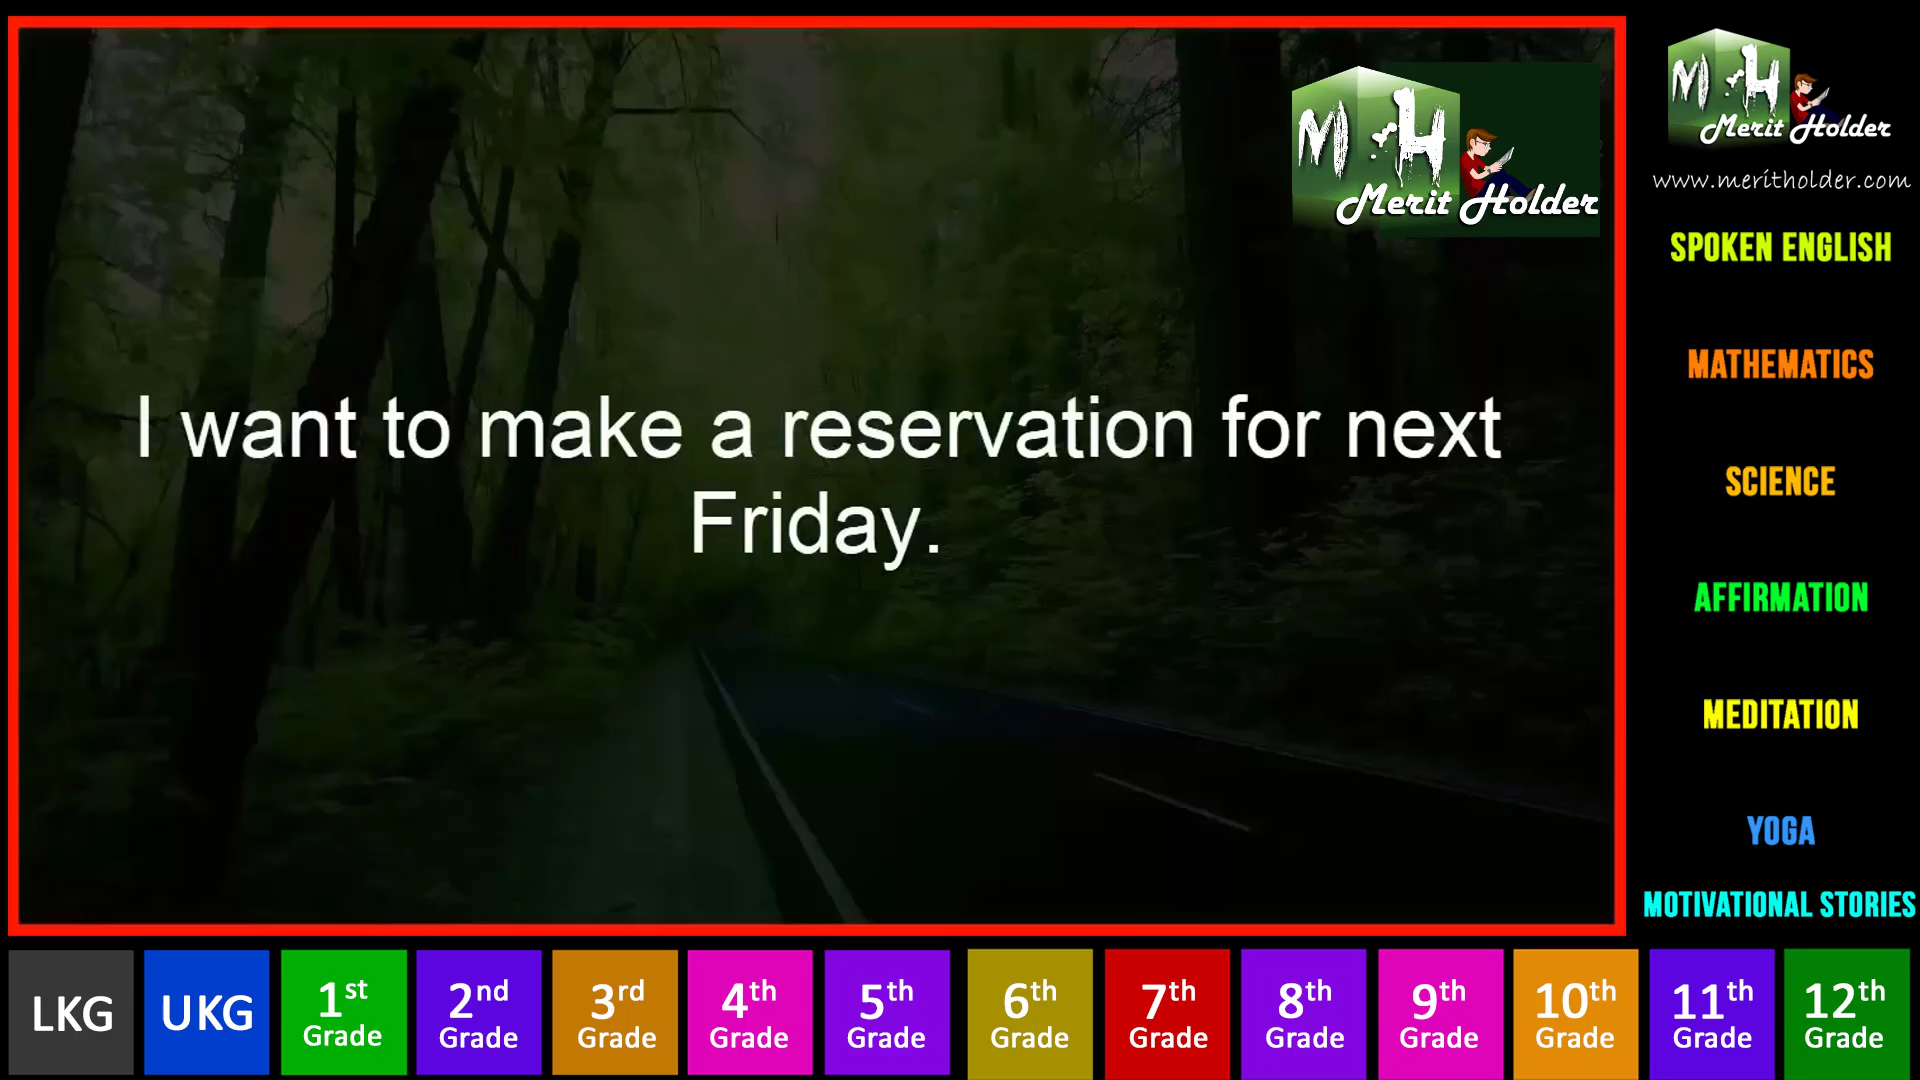 M H
Merit Holder
I want to make a reservation for next
Friday.
M H
Merit Holder
www.meritholder.com
SPOKEN ENGLISH
MATHEMATICS
SCIENCE
AFFIRMATION
MEDITATION
YOGA
MOTIVATIONAL STORIES
LKG
UKG
1st
Grade
2nd
Grade
3rd
Grade
4th
Grade
5th
Grade
6th
Grade
7th
Grade
8th
Grade
9th
Grade
10th
Grade
11th
Grade
12th
Grade